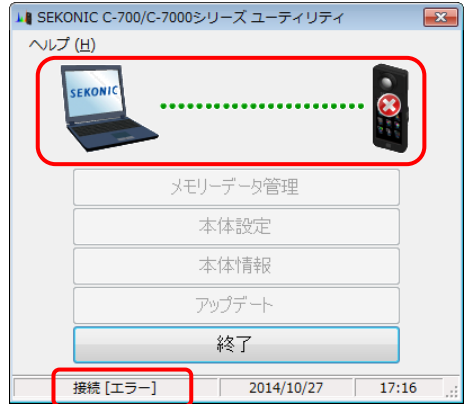 SEKONIC C-700/C-7000シリーズ ユーティリティ
ヘルプ (H)
SEKONIC
メモリーデータ管理
本体設定
本体情報
アップデート
終了
接続 [エラー] 2014/10/27 17:16